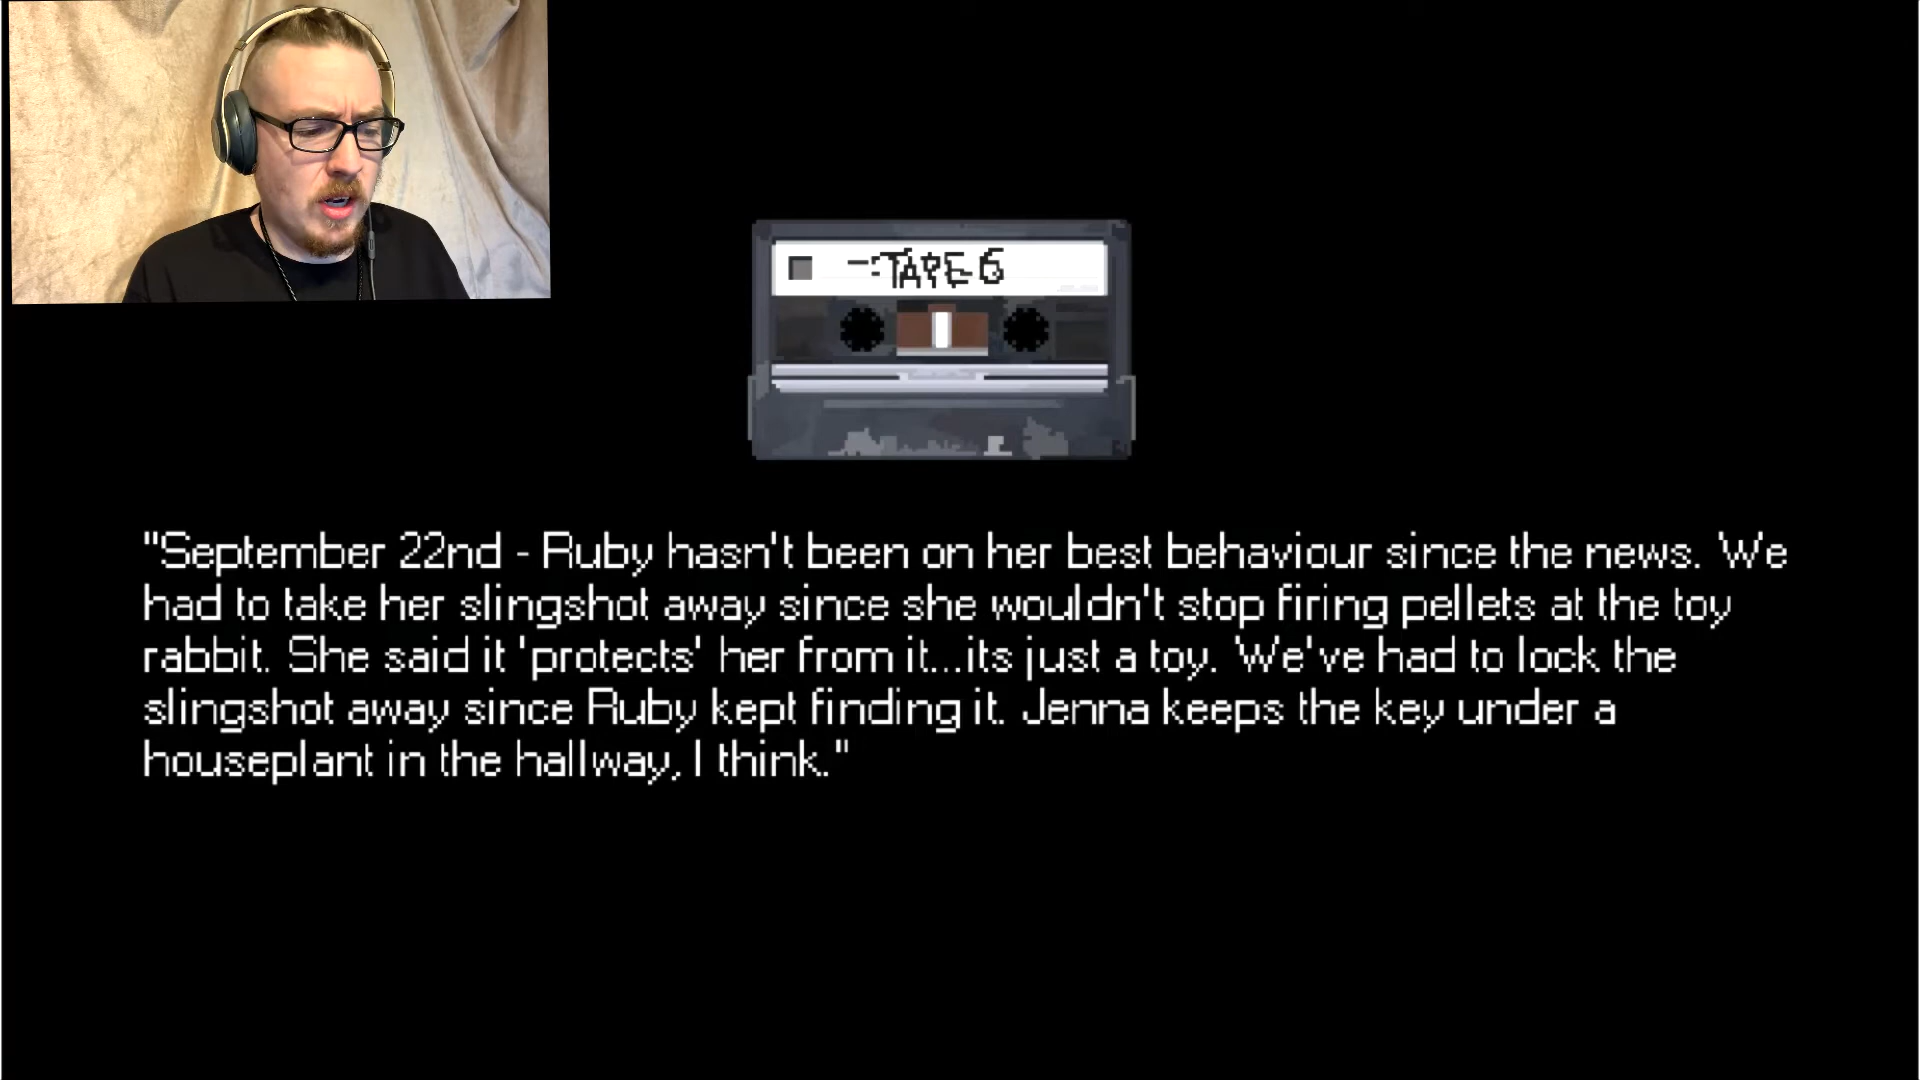 TAPE 6
"September 22nd - Ruby hasn't been on her best behaviour since the news. We
had to take her slingshot away since she wouldn't stop firing pellets at the toy
rabbit. She said it 'protects' her from it...its just a toy. We've had to lock the
slingshot away since Ruby kept finding it. Jenna keeps the key under a
houseplant in the hallway, I think."